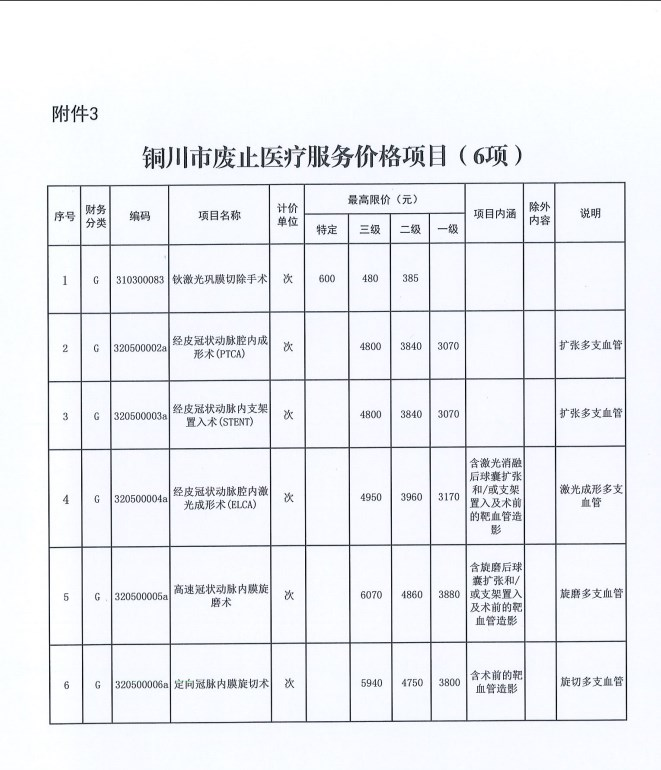 附件3
铜川市废止医疗服务价格项目（6项）
序号 财务分类 编码 项目名称 计价单位 最高限价（元） 项目内涵 除外内容 说明
特定 三级 二级 一级
1 G 310300083 钬激光巩膜切除手术 次 600 480 385
2 G 320500002a 经皮冠状动脉腔内成形术(PTCA) 次 4800 3840 3070 扩张多支血管
3 G 320500003a 经皮冠状动脉内支架置入术(STENT) 次 4800 3840 3070 扩张多支血管
4 G 320500004a 经皮冠状动脉腔内激光成形术(ELCA) 次 4950 3960 3170 含激光消融后球囊扩张和/或支架置入及术前的靶血管造影 激光成形多支血管
5 G 320500005a 高速冠状动脉内膜旋磨术 次 6070 4860 3880 含旋磨后球囊扩张和/或支架置入及术前的靶血管造影 旋磨多支血管
6 G 320500006a 定向冠脉内膜旋切术 次 5940 4750 3800 含术前的靶血管造影 旋切多支血管